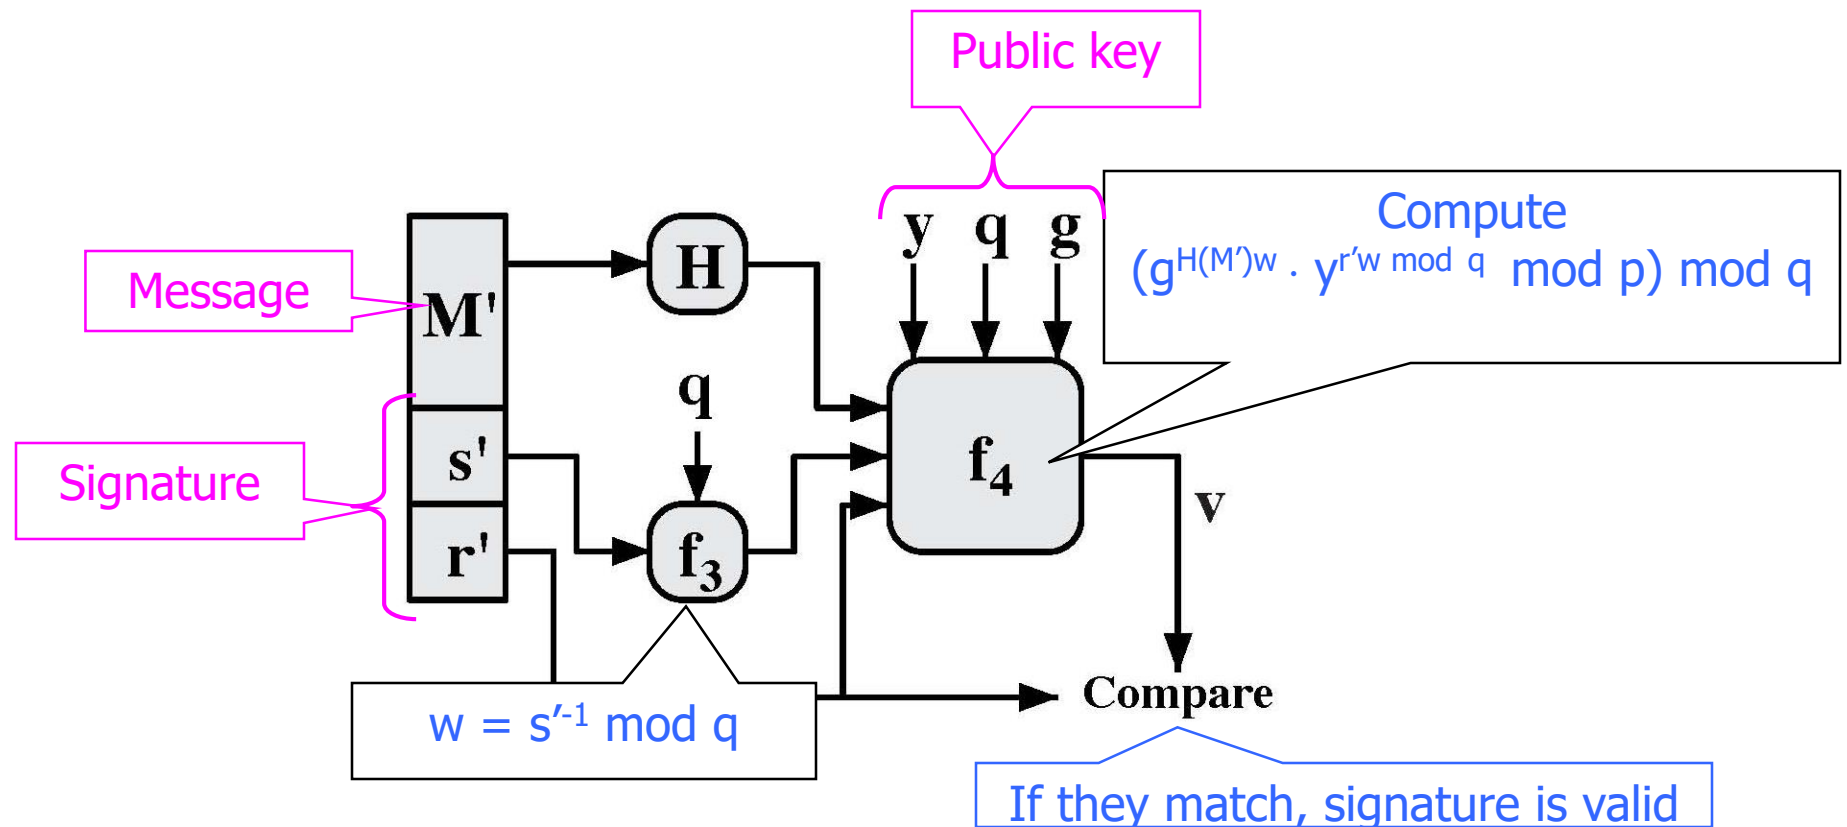 Public key
y q g
Compute
(g^H(M')w · y^r'w mod q mod p) mod q
Message
M'
H
q
Signature
s'
r'
f₃
f₄
v
w = s'⁻¹ mod q
Compare
If they match, signature is valid